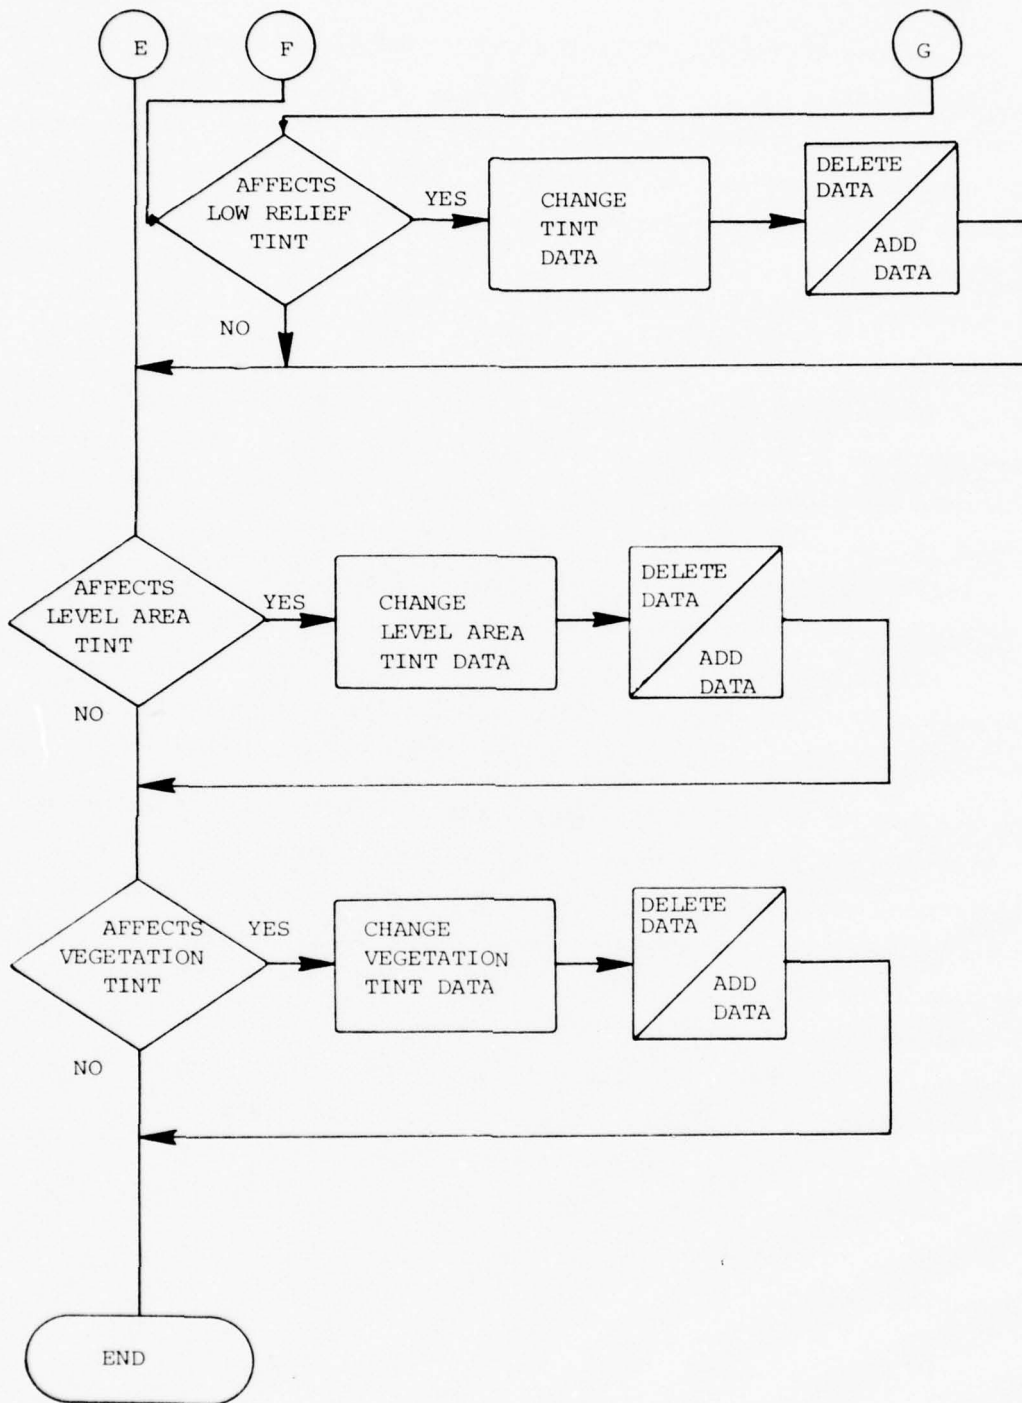 E
F
G
AFFECTS
LOW RELIEF
TINT
YES
CHANGE
TINT
DATA
DELETE
DATA
ADD
DATA
NO
AFFECTS
LEVEL AREA
TINT
YES
CHANGE
LEVEL AREA
TINT DATA
DELETE
DATA
ADD
DATA
NO
AFFECTS
VEGETATION
TINT
YES
CHANGE
VEGETATION
TINT DATA
DELETE
DATA
ADD
DATA
NO
END